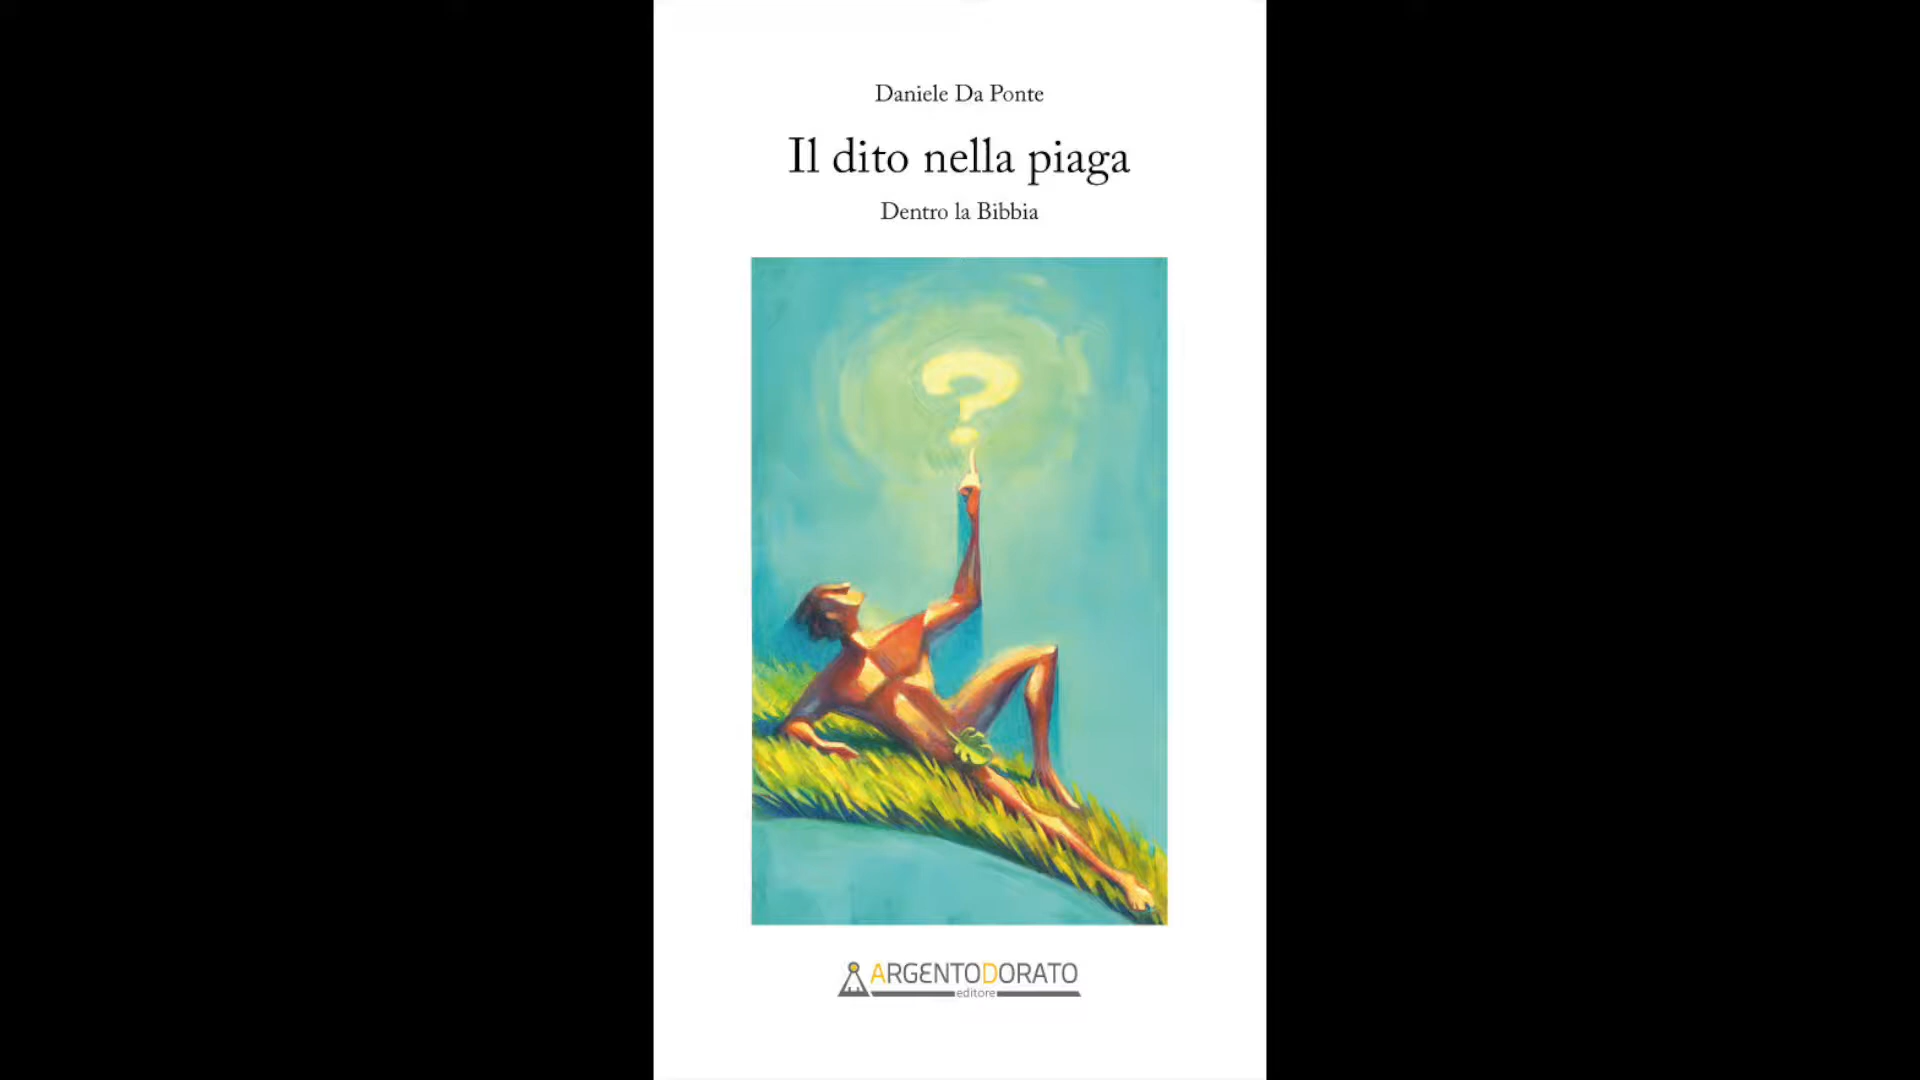 Daniele Da Ponte
Il dito nella piaga
Dentro la Bibbia
ARGENTODORATO
editore